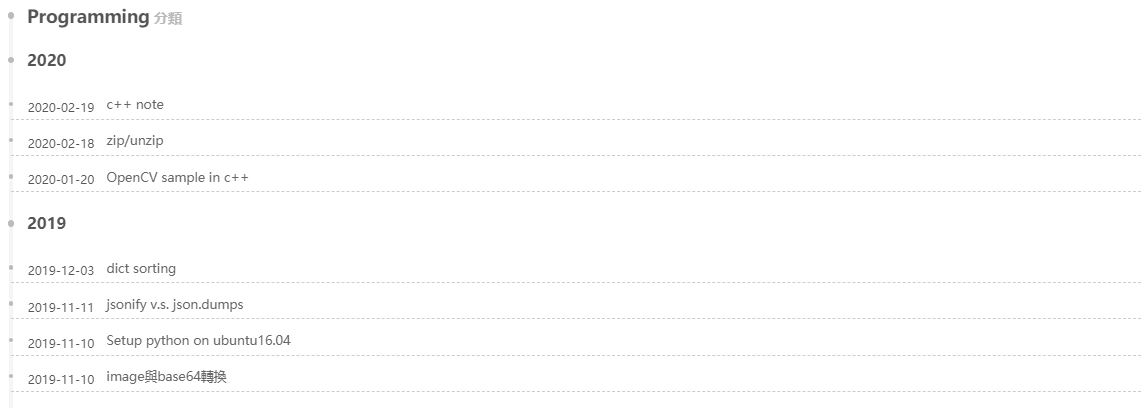 Programming 分類
2020
2020-02-19 c++ note
2020-02-18 zip/unzip
2020-01-20 OpenCV sample in c++
2019
2019-12-03 dict sorting
2019-11-11 jsonify v.s. json.dumps
2019-11-10 Setup python on ubuntu16.04
2019-11-10 image與base64轉換